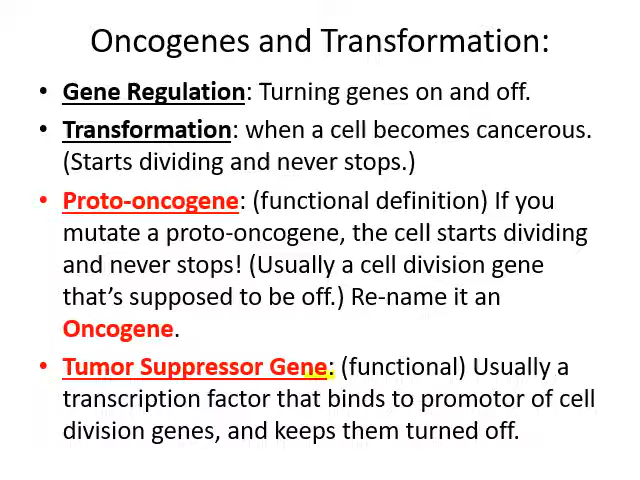 Oncogenes and Transformation:
• Gene Regulation: Turning genes on and off.
• Transformation: when a cell becomes cancerous.
(Starts dividing and never stops.)
• Proto-oncogene: (functional definition) If you
mutate a proto-oncogene, the cell starts dividing
and never stops! (Usually a cell division gene
that’s supposed to be off.) Re-name it an
Oncogene.
• Tumor Suppressor Gene: (functional) Usually a
transcription factor that binds to promotor of cell
division genes, and keeps them turned off.